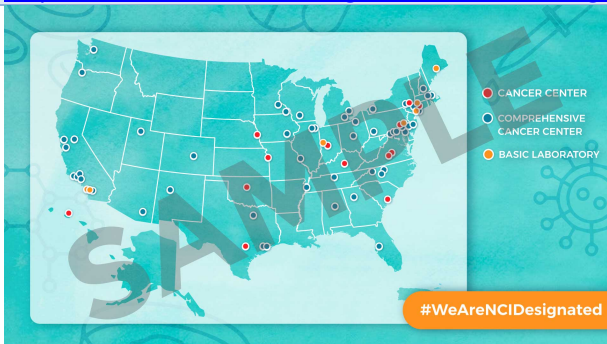 CANCER CENTER
COMPREHENSIVE
CANCER CENTER
BASIC LABORATORY
SAMPLE
#WeAreNCIDesignated